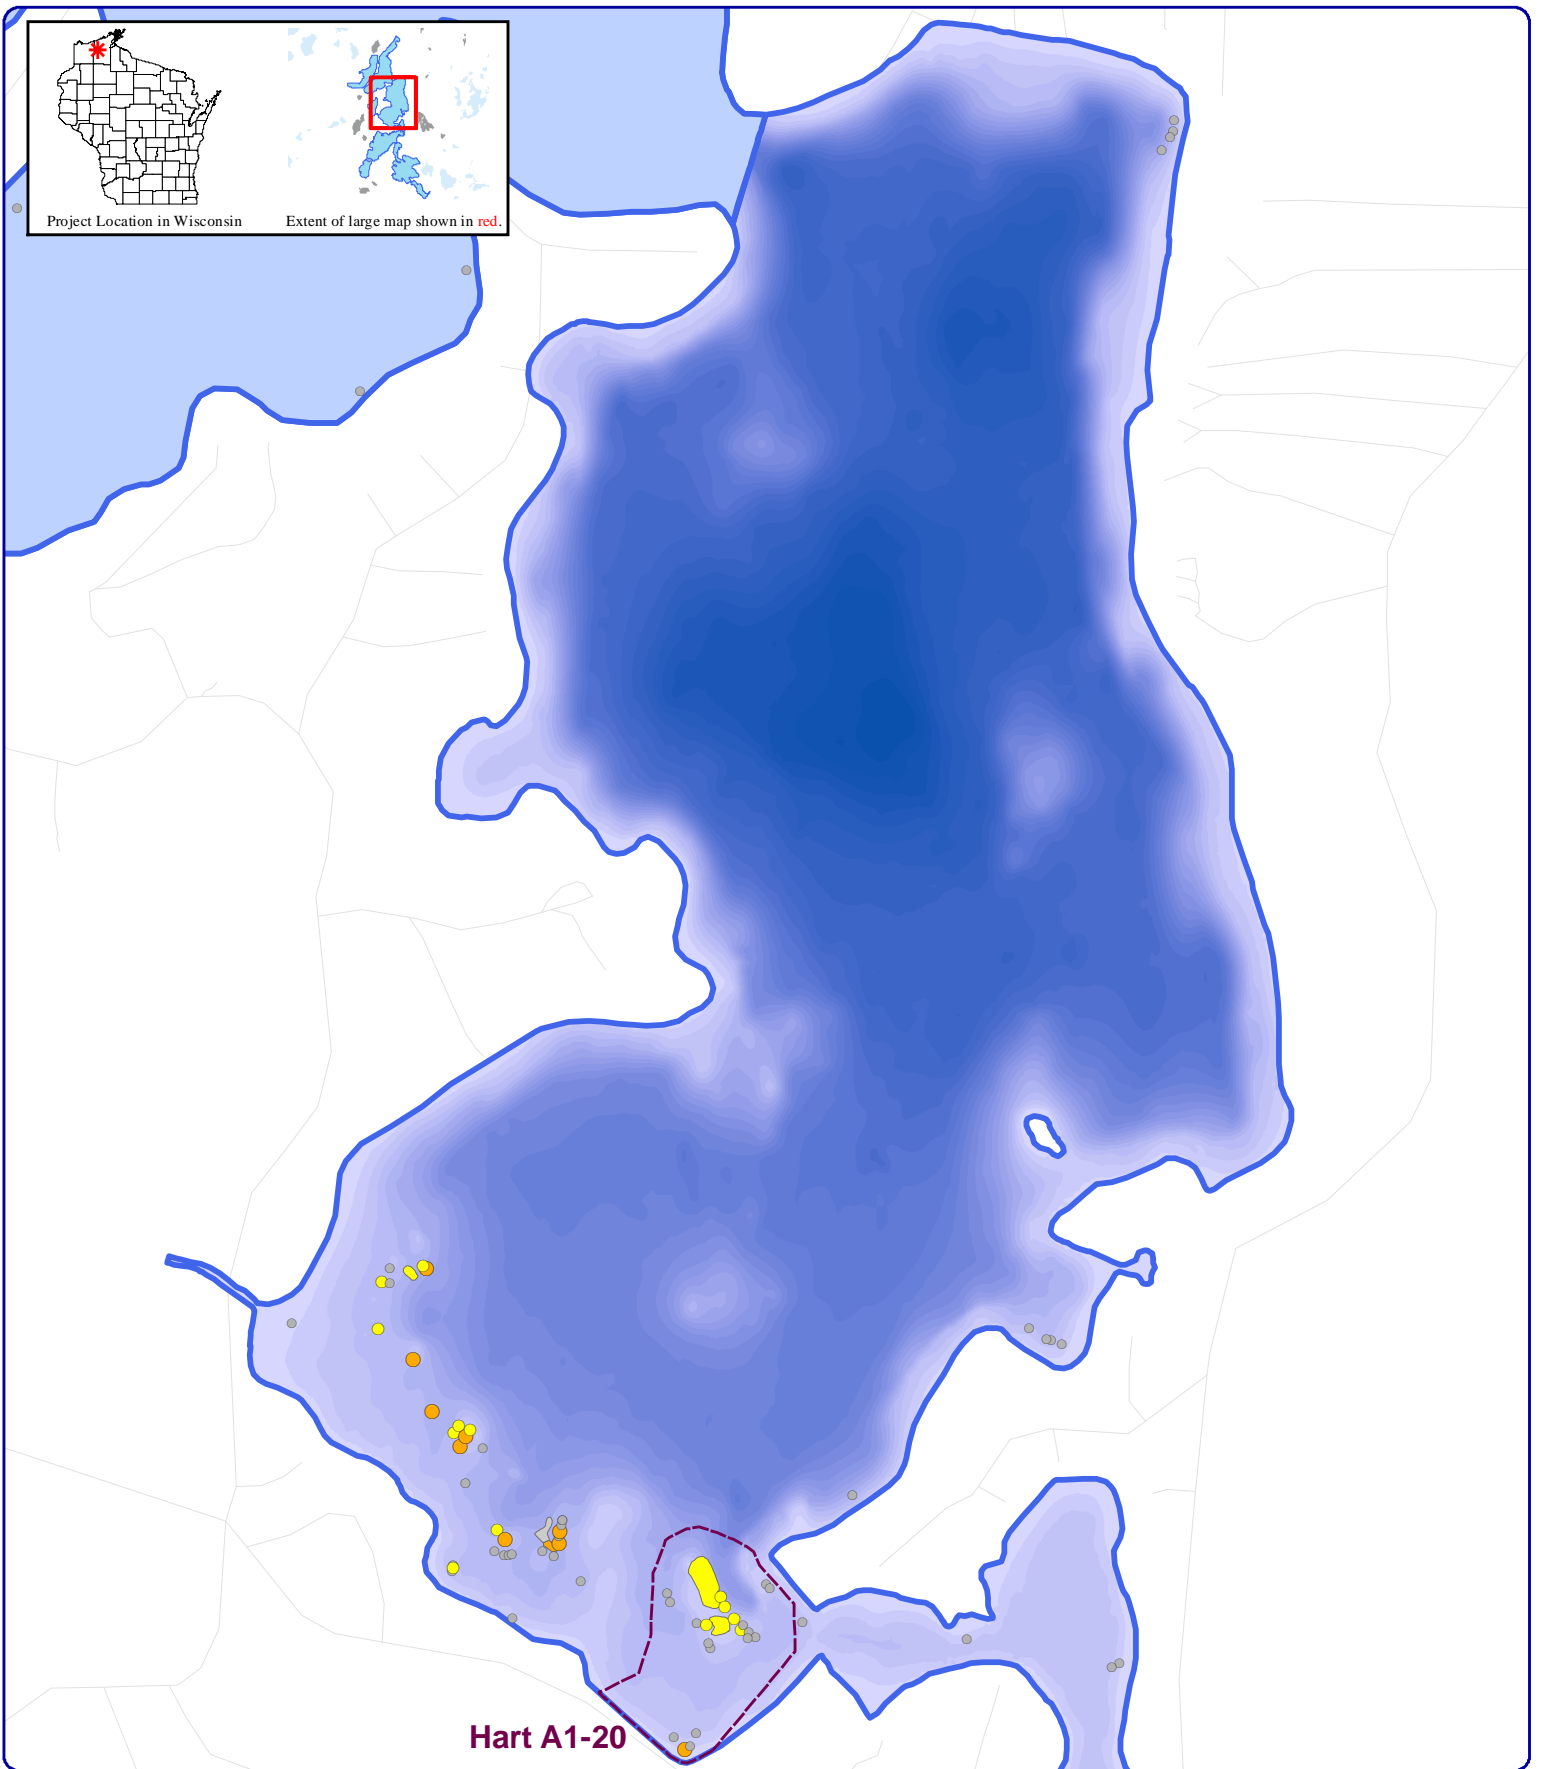 Project Location in Wisconsin
Extent of large map shown in red.
Hart A1-20